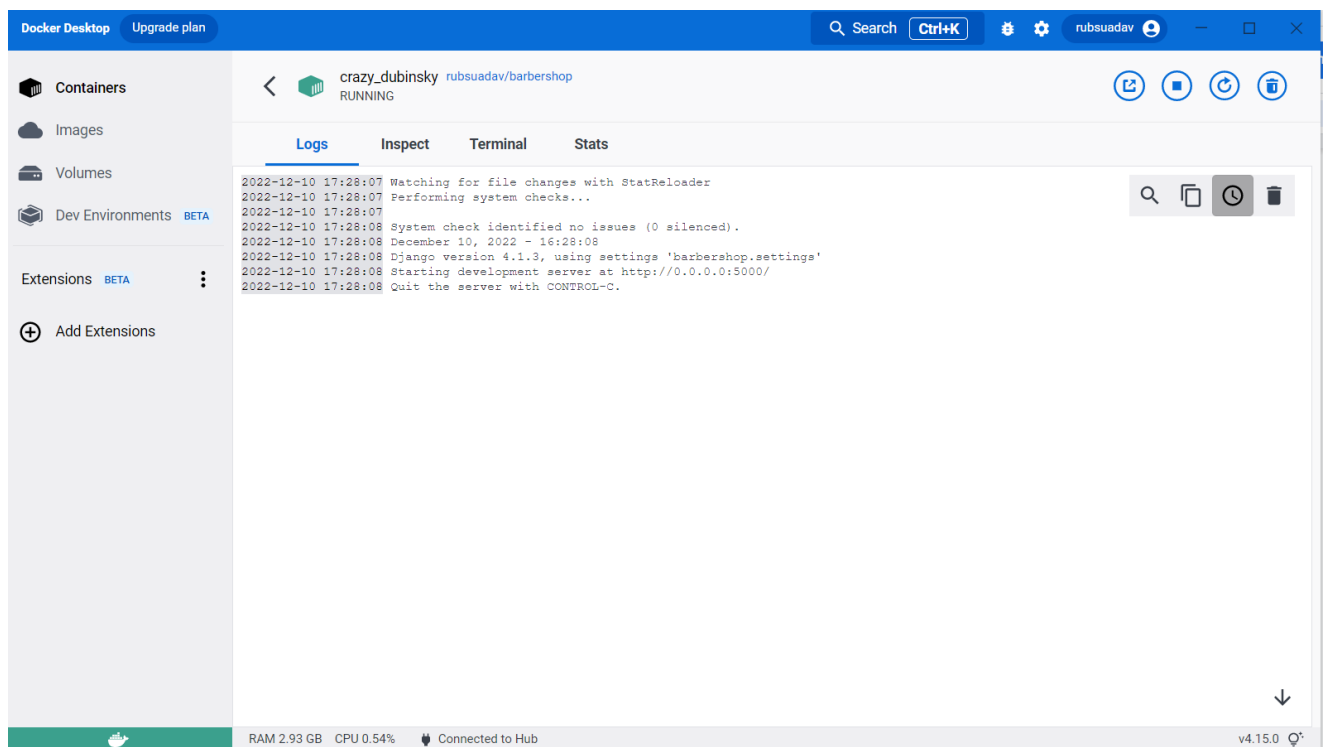 Docker Desktop Upgrade plan Search Ctrl+K rubsuadav
Containers
Images
Volumes
Dev Environments BETA
Extensions BETA
Add Extensions
crazy_dubinsky rubsuadav/barbershop
RUNNING
Logs Inspect Terminal Stats
2022-12-10 17:28:07 Watching for file changes with StatReloader
2022-12-10 17:28:07 Performing system checks...
2022-12-10 17:28:07
2022-12-10 17:28:08 System check identified no issues (0 silenced).
2022-12-10 17:28:08 December 10, 2022 - 16:28:08
2022-12-10 17:28:08 Django version 4.1.3, using settings 'barbershop.settings'
2022-12-10 17:28:08 Starting development server at http://0.0.0.0:5000/
2022-12-10 17:28:08 Quit the server with CONTROL-C.
RAM 2.93 GB CPU 0.54% Connected to Hub v4.15.0